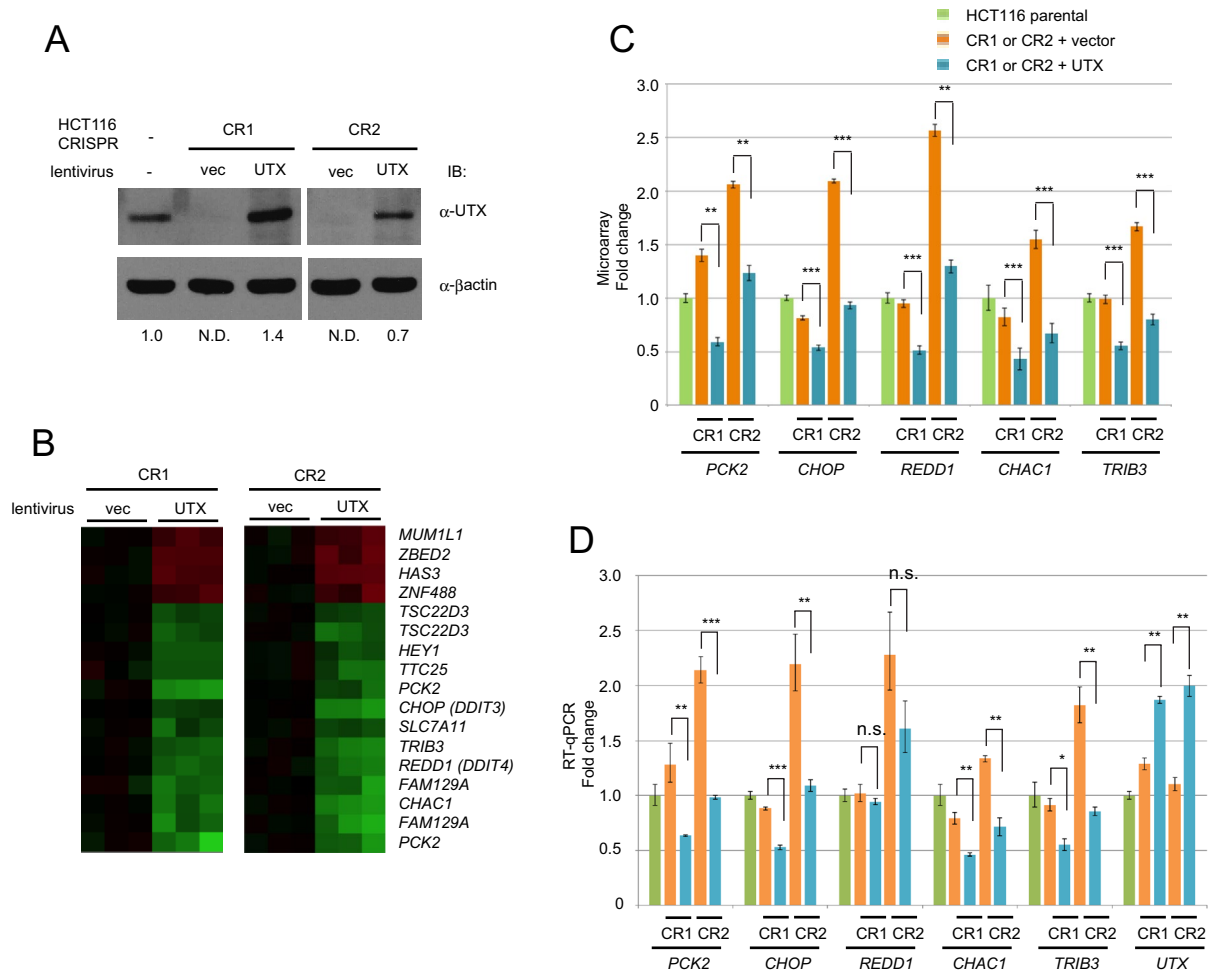 A
HCT116
CRISPR
-
CR1
CR2
lentivirus
-
vec
UTX
vec
UTX
IB:
α-UTX
α-βactin
1.0
N.D.
1.4
N.D.
0.7
B
CR1
CR2
lentivirus
vec
UTX
vec
UTX
MUM1L1
ZBED2
HAS3
ZNF488
TSC22D3
TSC22D3
HEY1
TTC25
PCK2
CHOP (DDIT3)
SLC7A11
TRIB3
REDD1 (DDIT4)
FAM129A
CHAC1
FAM129A
PCK2
C
HCT116 parental
CR1 or CR2 + vector
CR1 or CR2 + UTX
Microarray
Fold change
3.0
2.5
2.0
1.5
1.0
0.5
0
**
**
***
***
***
**
***
***
***
***
CR1 CR2
CR1 CR2
CR1 CR2
CR1 CR2
CR1 CR2
PCK2
CHOP
REDD1
CHAC1
TRIB3
D
RT-qPCR
Fold change
3.0
2.5
2.0
1.5
1.0
0.5
0
**
***
***
**
n.s.
n.s.
**
**
*
**
**
**
CR1 CR2
CR1 CR2
CR1 CR2
CR1 CR2
CR1 CR2
CR1 CR2
PCK2
CHOP
REDD1
CHAC1
TRIB3
UTX